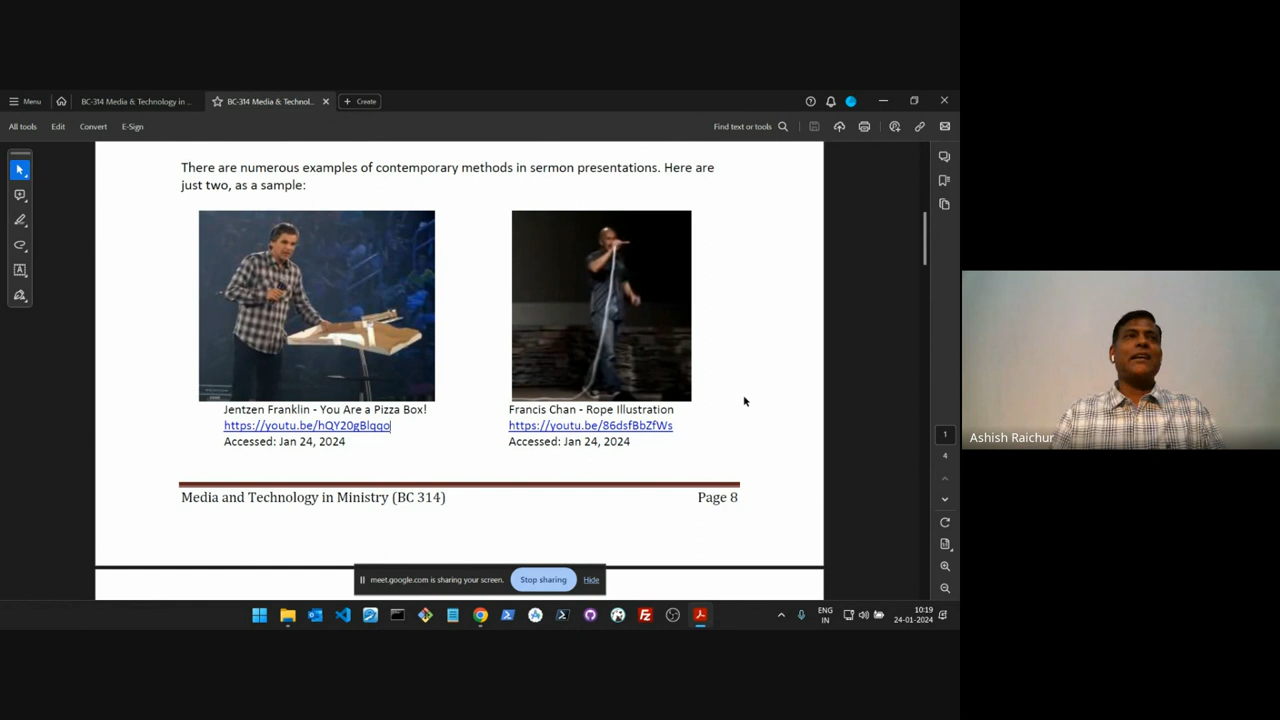 Menu
BC-314 Media & Technology in ...
BC-314 Media & Technol...
Create
All tools
Edit
Convert
E-Sign
Find text or tools
There are numerous examples of contemporary methods in sermon presentations. Here are
just two, as a sample:
Jentzen Franklin - You Are a Pizza Box!
https://youtu.be/hQY20gBlqqo
Accessed: Jan 24, 2024
Francis Chan - Rope Illustration
https://youtu.be/86dsfBbZfWs
Accessed: Jan 24, 2024
Media and Technology in Ministry (BC 314)
Page 8
1
4
meet.google.com is sharing your screen.
Stop sharing
Hide
ENG
IN
10:19
24-01-2024
Ashish Raichur